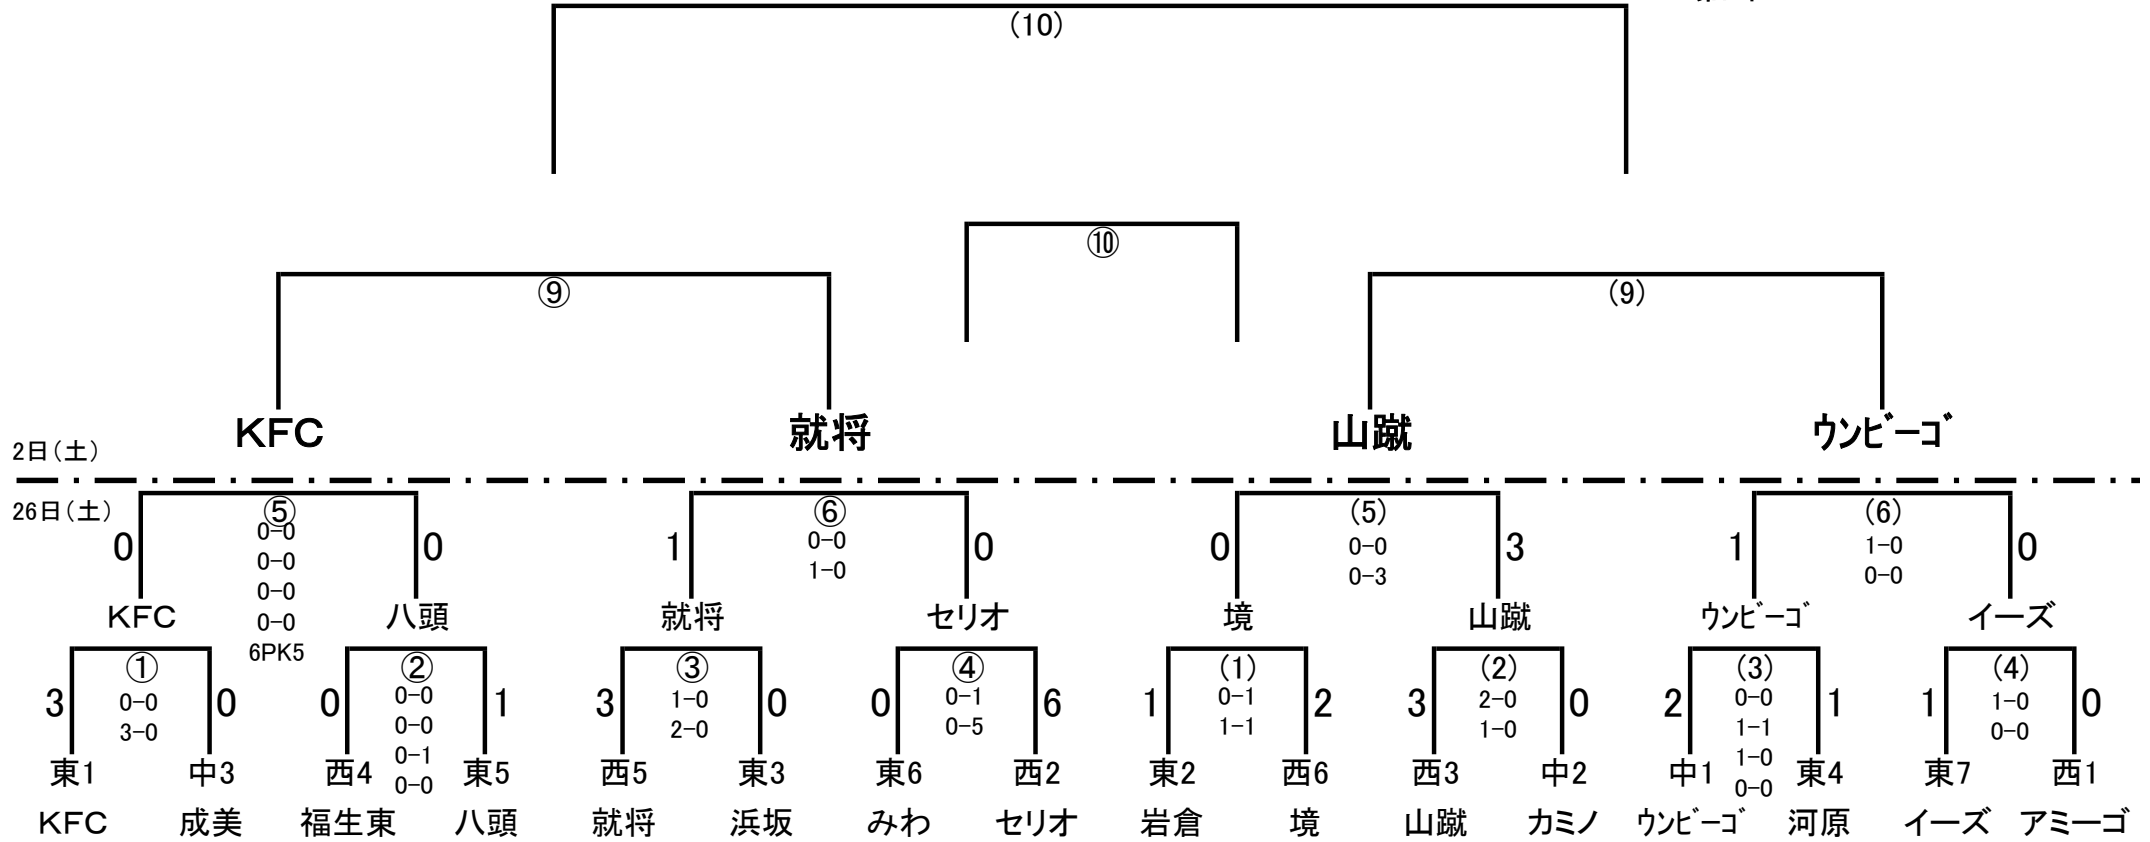 (10)
⑩
⑨ (9)
KFC 就将 山蹴 ウンビーゴ
2日(土)
26日(土)
⑤ ⑥ (5) (6)
0-0
0-0 0-0 1-0
0 0 1 0 0 3 1 0
0-0 1-0 0-3 0-0
0-0
0-0
KFC 八頭 就将 セリオ 境 山蹴 ウンビーゴ イーズ
6PK5
① ② ③ ④ (1) (2) (3) (4)
0-0 0-0 1-0 0-1 0-1 2-0 0-0 1-0
3 0 0 1 3 0 0 6 1 2 3 0 2 1 1 0
3-0 0-0 2-0 0-5 1-1 1-0 1-1 0-0
0-1 1-0
東1 中3 西4 東5 西5 東3 東6 西2 東2 西6 西3 中2 中1 東4 東7 西1
0-0 0-0
KFC 成美 福生東 八頭 就将 浜坂 みわ セリオ 岩倉 境 山蹴 カミノ ウンビーゴ 河原 イーズ アミーゴ